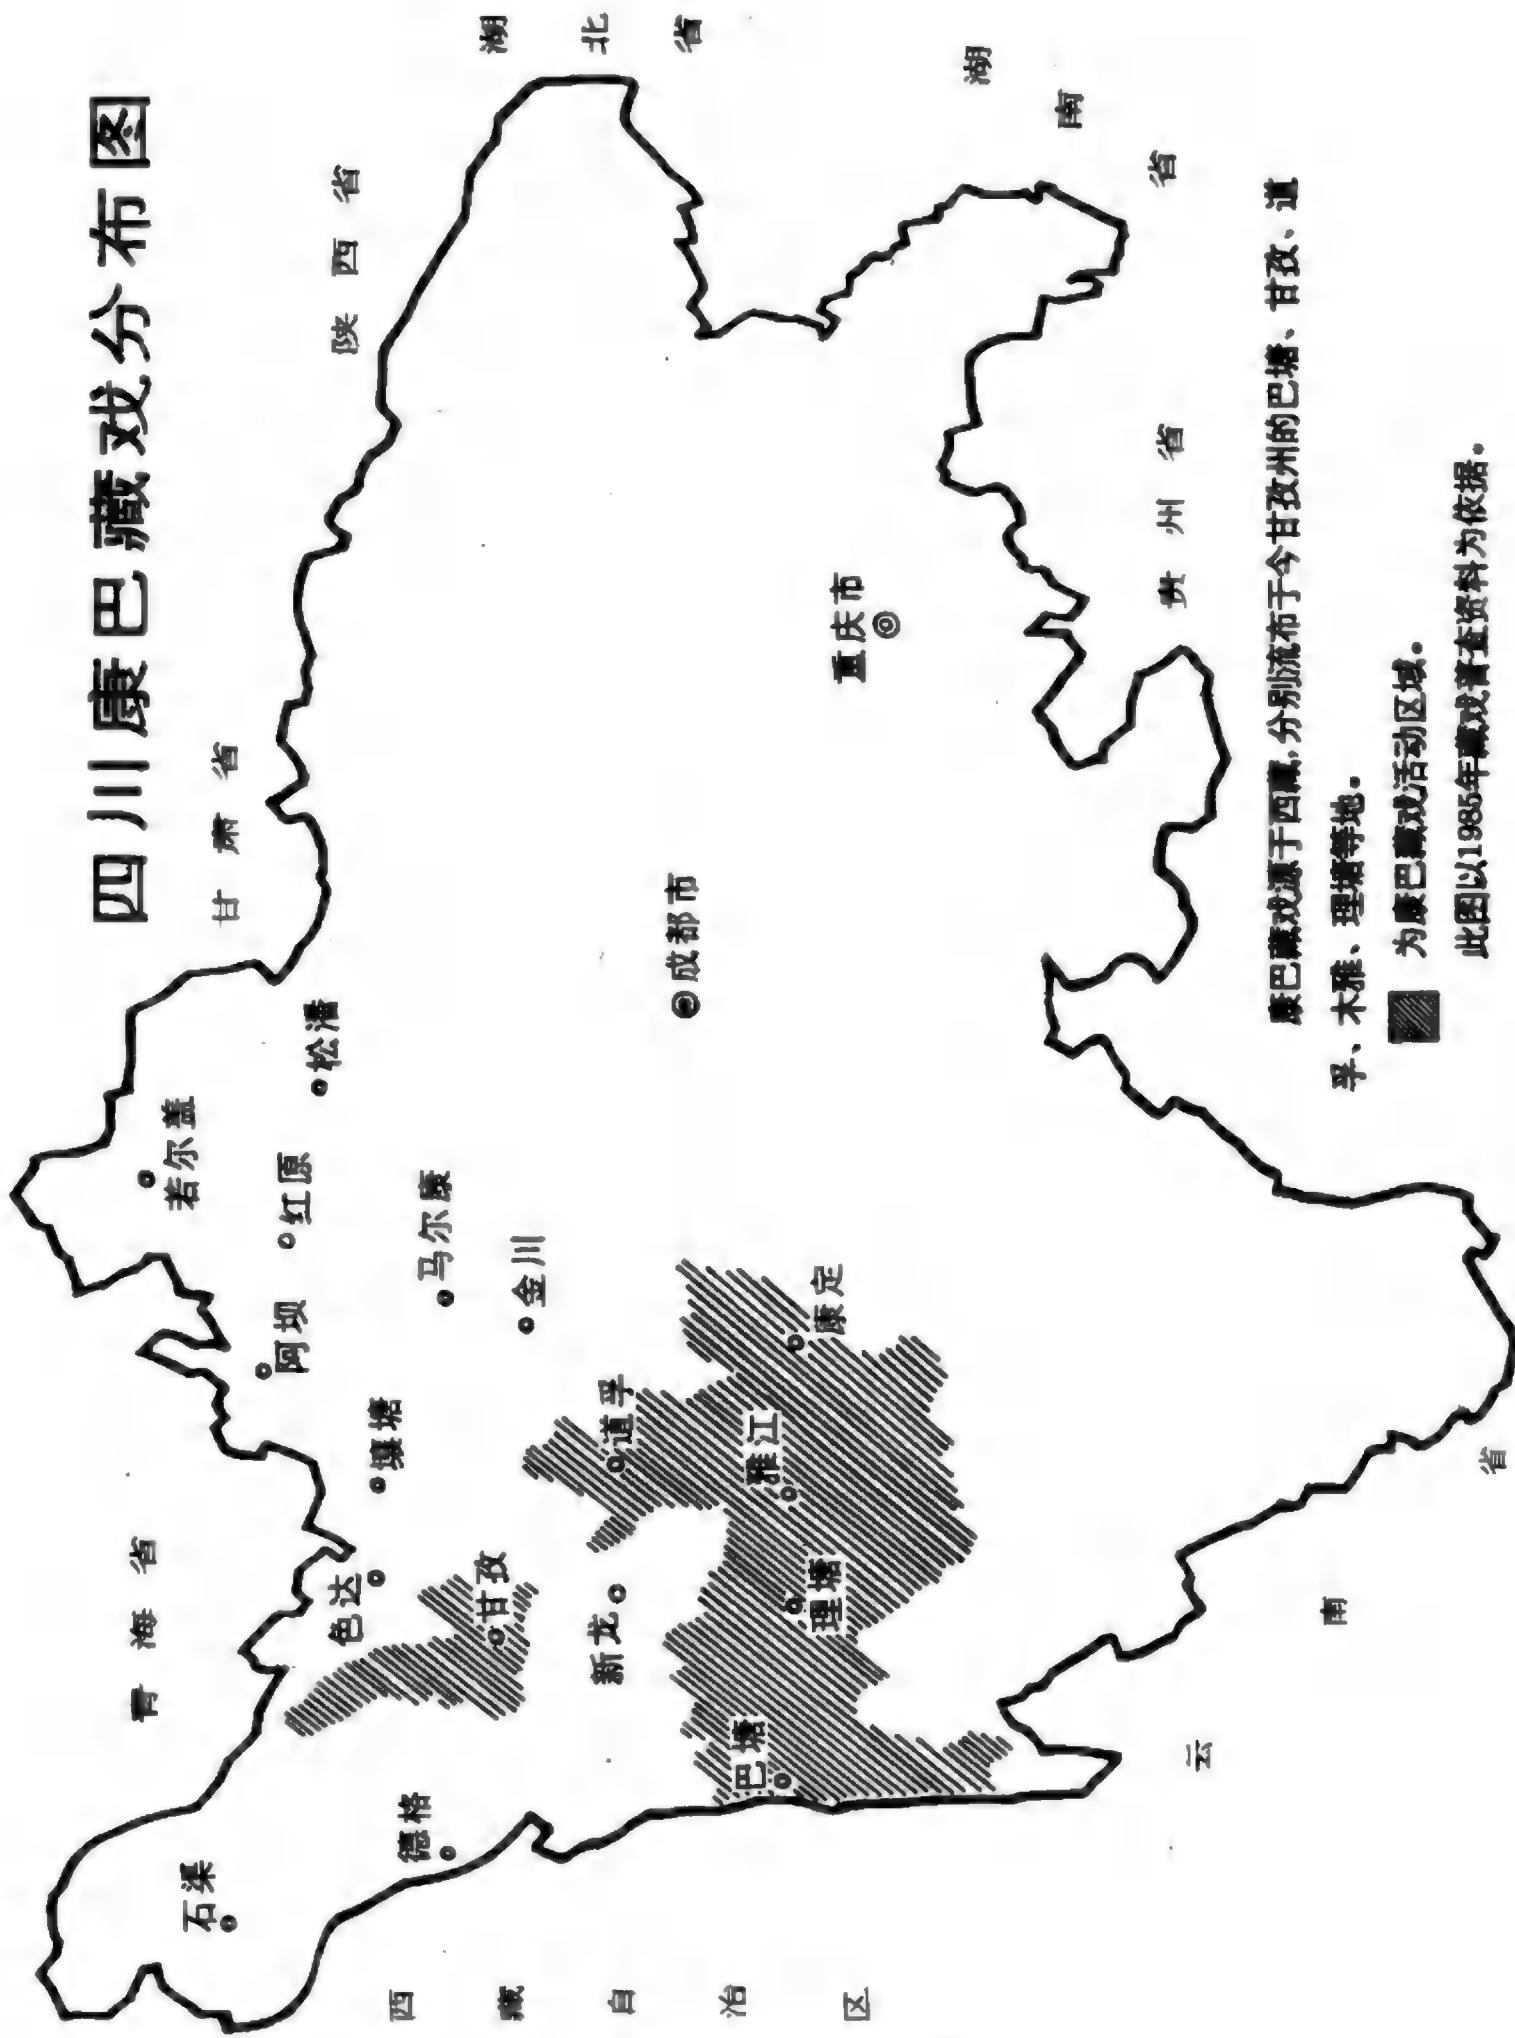 四川康巴藏戏分布图
湖北省
湖南省
陕西省
甘肃省
青海省
西藏自治区
云南省
贵州省
石渠
德格
色达
壤塘
阿坝
若尔盖
红原
松潘
马尔康
金川
甘孜
新龙
道孚
巴塘
理塘
雅江
康定
成都市
重庆市
康巴藏戏源于西藏,分别流布于今甘孜州的巴塘、甘孜、道
孚、木雅、理塘等地。
为康巴藏戏活动区域。
此图以1985年藏戏普查资料为依据。